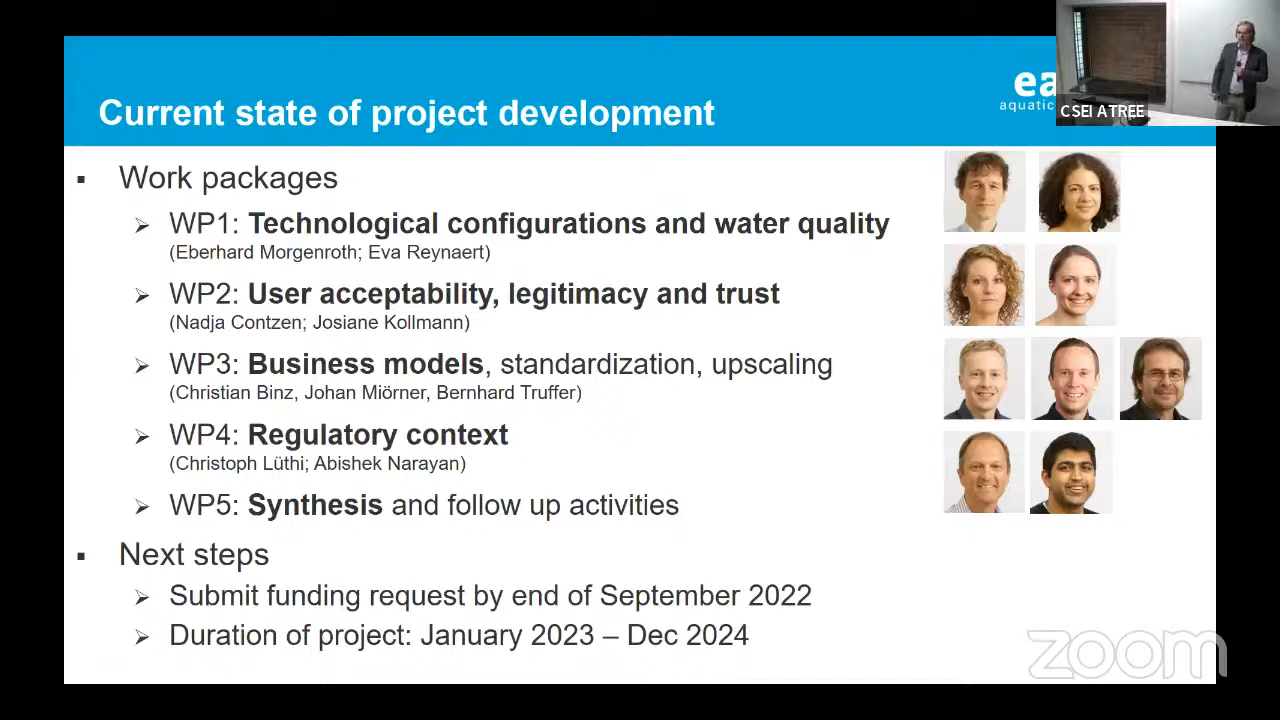 Current state of project development
ea
aquatic
CSEI ATREE
▪ Work packages
➢ WP1: Technological configurations and water quality
(Eberhard Morgenroth; Eva Reynaert)
➢ WP2: User acceptability, legitimacy and trust
(Nadja Contzen; Josiane Kollmann)
➢ WP3: Business models, standardization, upscaling
(Christian Binz, Johan Miörner, Bernhard Truffer)
➢ WP4: Regulatory context
(Christoph Lüthi; Abishek Narayan)
➢ WP5: Synthesis and follow up activities
▪ Next steps
➢ Submit funding request by end of September 2022
➢ Duration of project: January 2023 – Dec 2024
zoom